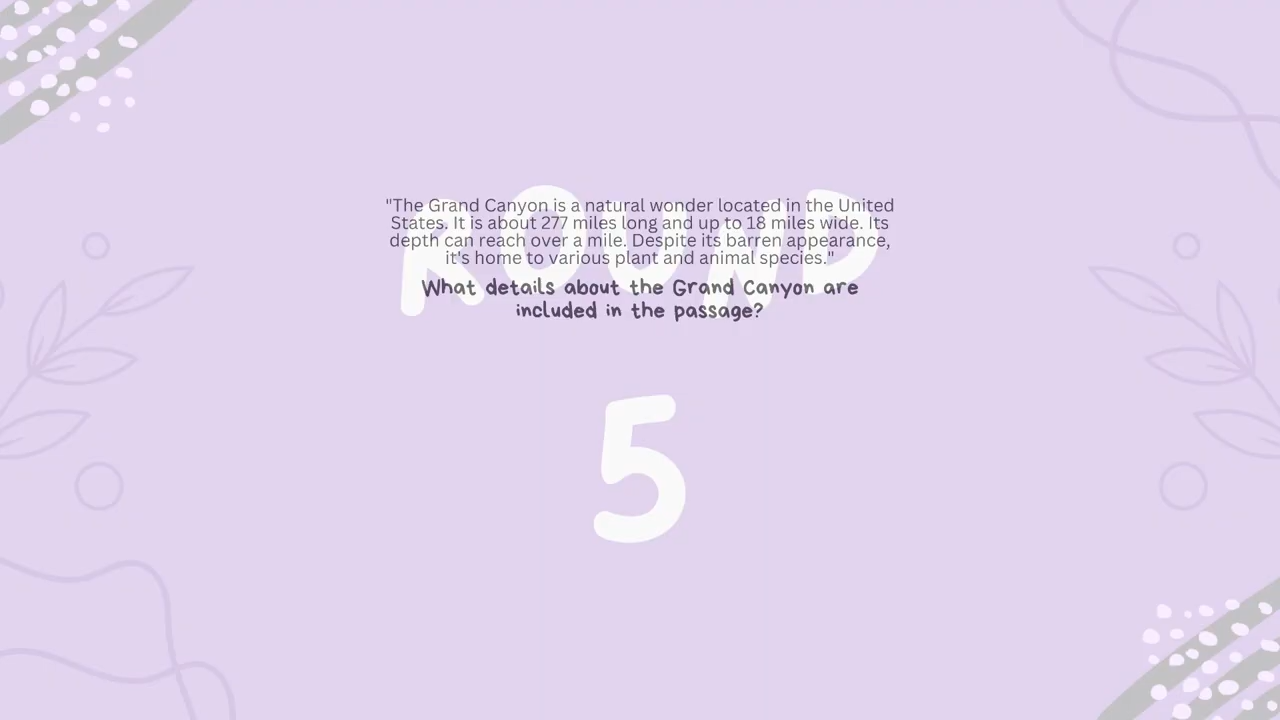 ROUND
"The Grand Canyon is a natural wonder located in the United
States. It is about 277 miles long and up to 18 miles wide. Its
depth can reach over a mile. Despite its barren appearance,
it's home to various plant and animal species."
What details about the Grand Canyon are
included in the passage?
5